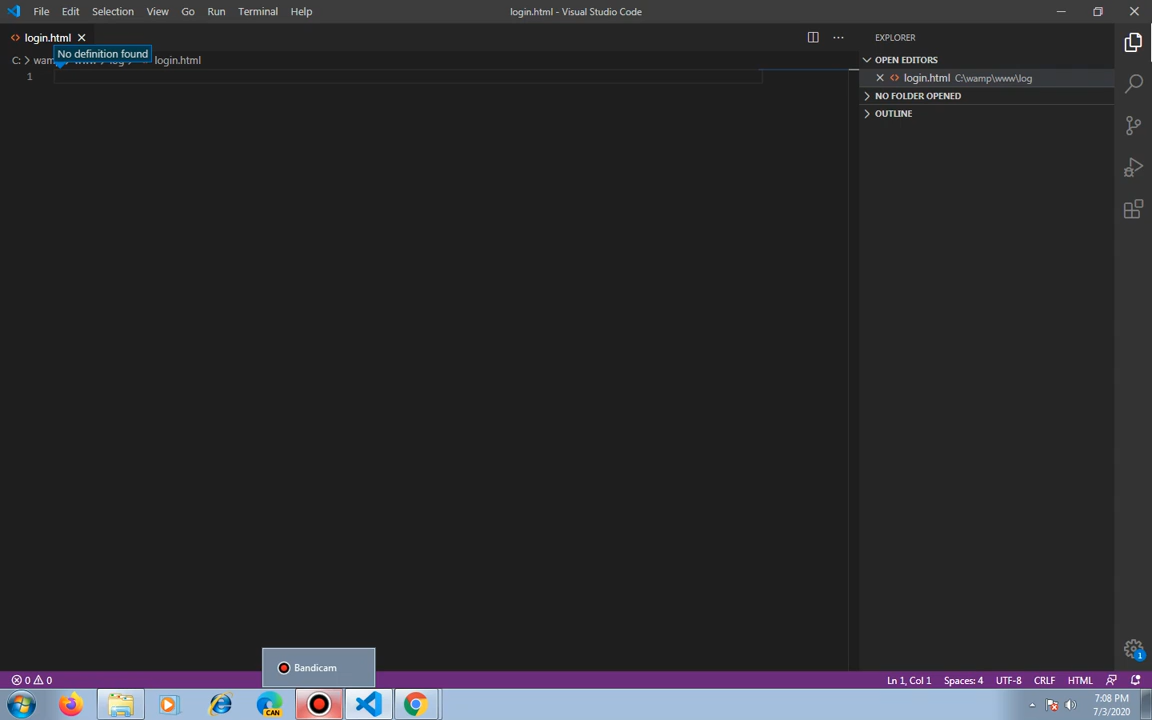 File Edit Selection View Go Run Terminal Help login.html - Visual Studio Code
login.html
No definition found
EXPLORER
C: login.html
OPEN EDITORS
1
login.html C:\wamp\www\log
NO FOLDER OPENED
OUTLINE
Bandicam
1
0 0 Ln 1, Col 1 Spaces: 4 UTF-8 CRLF HTML
CAN
7:08 PM
7/3/2020